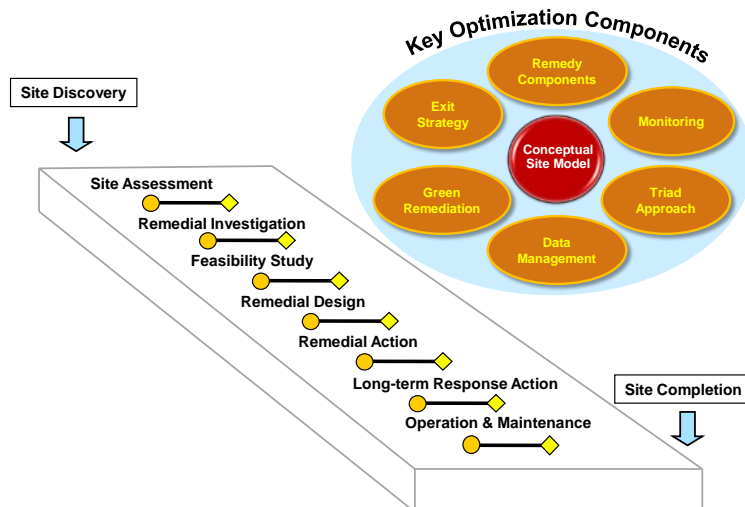 Key Optimization Components
Remedy
Components
Exit
Strategy
Monitoring
Conceptual
Site Model
Green
Remediation
Triad
Approach
Data
Management
Site Discovery
Site Assessment
Remedial Investigation
Feasibility Study
Remedial Design
Remedial Action
Long-term Response Action
Operation & Maintenance
Site Completion